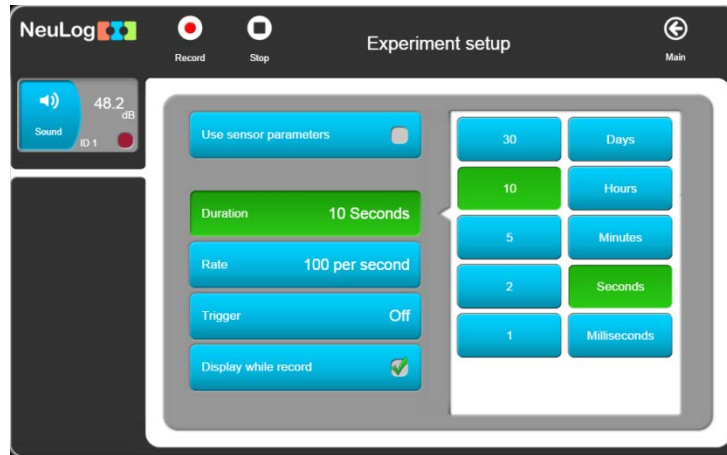 NeuLog
Record
Stop
Experiment setup
Main
48.2
dB
Sound
ID 1
Use sensor parameters
Duration 10 Seconds
Rate 100 per second
Trigger Off
Display while record
30 Days
10 Hours
5 Minutes
2 Seconds
1 Milliseconds